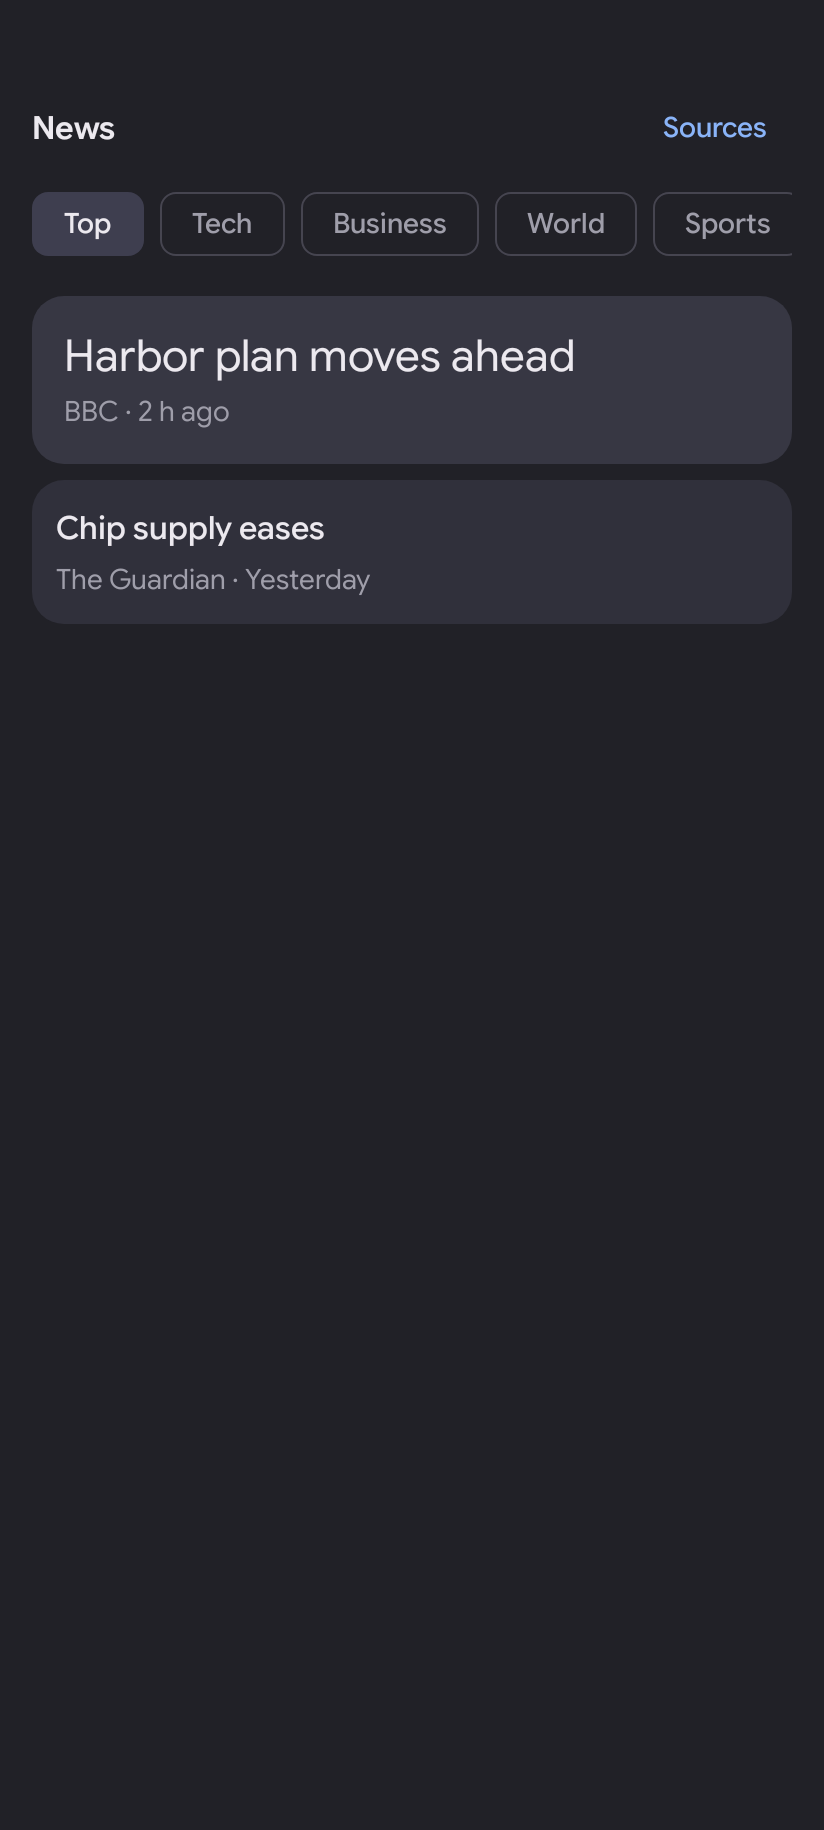 News
Sources
Top
Tech
Business
World
Sports
Harbor plan moves ahead
BBC · 2 h ago
Chip supply eases
The Guardian · Yesterday